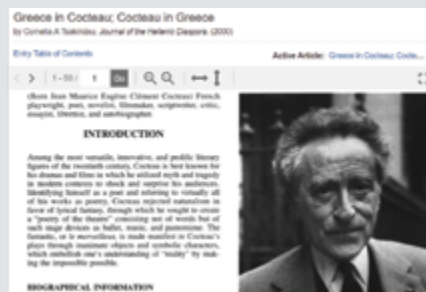 Greece in Cocteau; Cocteau in Greece
by Cornelia A Tsakiridou. Journal of the Hellenic Diaspora. (2000)
Entry Table of Contents
Active Article: Greece in Cocteau; Cocte...
1 - 50 / 1 Go
(Born Jean Maurice Eugène Clément Cocteau) French
playwright, poet, novelist, filmmaker, scriptwriter, critic,
essayist, librettist, and autobiographer.
INTRODUCTION
Among the most versatile, innovative, and prolific literary
figures of the twentieth century, Cocteau is best known for
his dramas and films in which he utilized myth and tragedy
in modern contexts to shock and surprise his audiences.
Identifying himself as a poet and referring to virtually all
of his works as poetry, Cocteau rejected naturalism in
favor of lyrical fantasy, through which he sought to create
a "poetry of the theatre" consisting not of words but of
such stage devices as ballet, music, and pantomime. The
fantastic, or le merveilleux, is made manifest in Cocteau's
plays through inanimate objects and symbolic characters,
which embellish one's understanding of "reality" by mak-
ing the impossible possible.
BIOGRAPHICAL INFORMATION